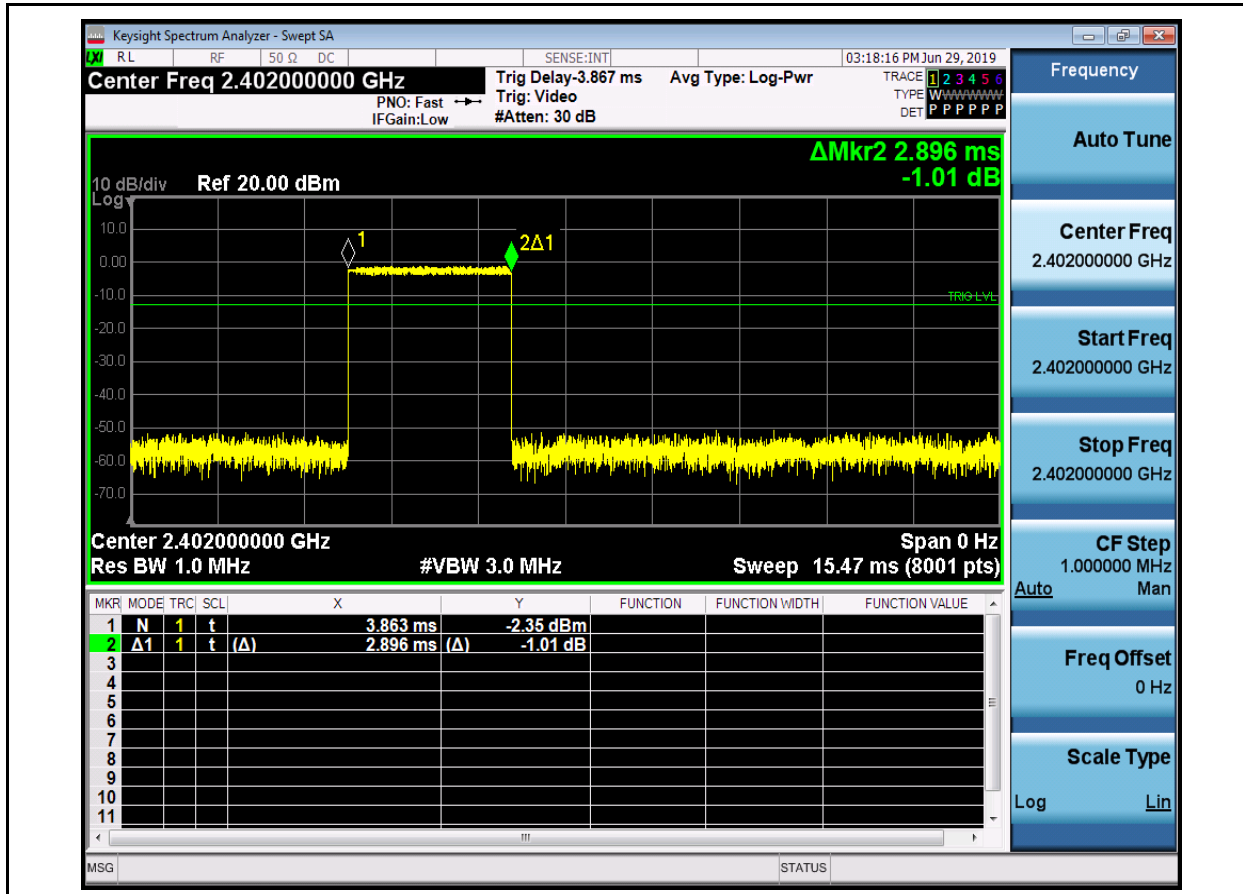 Keysight Spectrum Analyzer - Swept SA
LXI RL RF 50 Ω DC SENSE:INT 03:18:16 PM Jun 29, 2019
Center Freq 2.402000000 GHz
PNO: Fast
IFGain:Low
Trig Delay-3.867 ms
Trig: Video
#Atten: 30 dB
Avg Type: Log-Pwr
TRACE 1 2 3 4 5 6
TYPE WWWWWW
DET P P P P P P
ΔMkr2 2.896 ms
-1.01 dB
10 dB/div Ref 20.00 dBm
Log
10.0
0.00
-10.0
-20.0
-30.0
-40.0
-50.0
-60.0
-70.0
1
2Δ1
TRIG LVL
Center 2.402000000 GHz Span 0 Hz
Res BW 1.0 MHz #VBW 3.0 MHz Sweep 15.47 ms (8001 pts)
MKR MODE TRC SCL X Y FUNCTION FUNCTION WIDTH FUNCTION VALUE
1 N 1 t 3.863 ms -2.35 dBm
2 Δ1 1 t (Δ) 2.896 ms (Δ) -1.01 dB
3
4
5
6
7
8
9
10
11
MSG STATUS
Frequency
Auto Tune
Center Freq
2.402000000 GHz
Start Freq
2.402000000 GHz
Stop Freq
2.402000000 GHz
CF Step
1.000000 MHz
Auto Man
Freq Offset
0 Hz
Scale Type
Log Lin